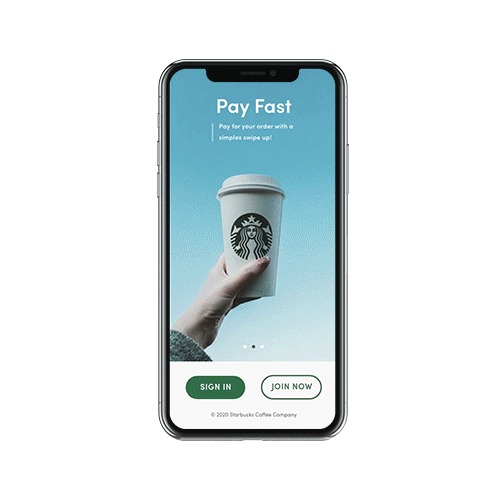 Pay Fast
Pay for your order with a
simples swipe up!
SIGN IN
JOIN NOW
© 2020 Starbucks Coffee Company